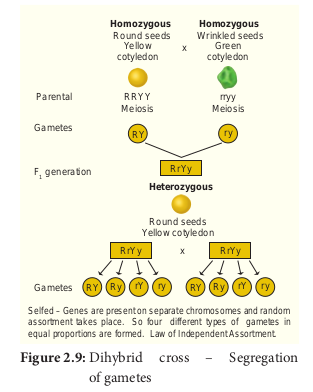 Homozygous Homozygous
Round seeds Wrinkled seeds
Yellow x Green
cotyledon cotyledon
Parental RRYY rryy
Meiosis Meiosis
Gametes RY ry
F1 generation RrYy
Heterozygous
Round seeds
Yellow cotyledon
RrYy x RrYy
Gametes RY Ry rY ry RY Ry rY ry
Selfed – Genes are present on separate chromosomes and random
assortment takes place. So four different types of gametes in
equal proportions are formed. Law of Independent Assortment.
Figure 2.9: Dihybrid cross – Segregation
of gametes